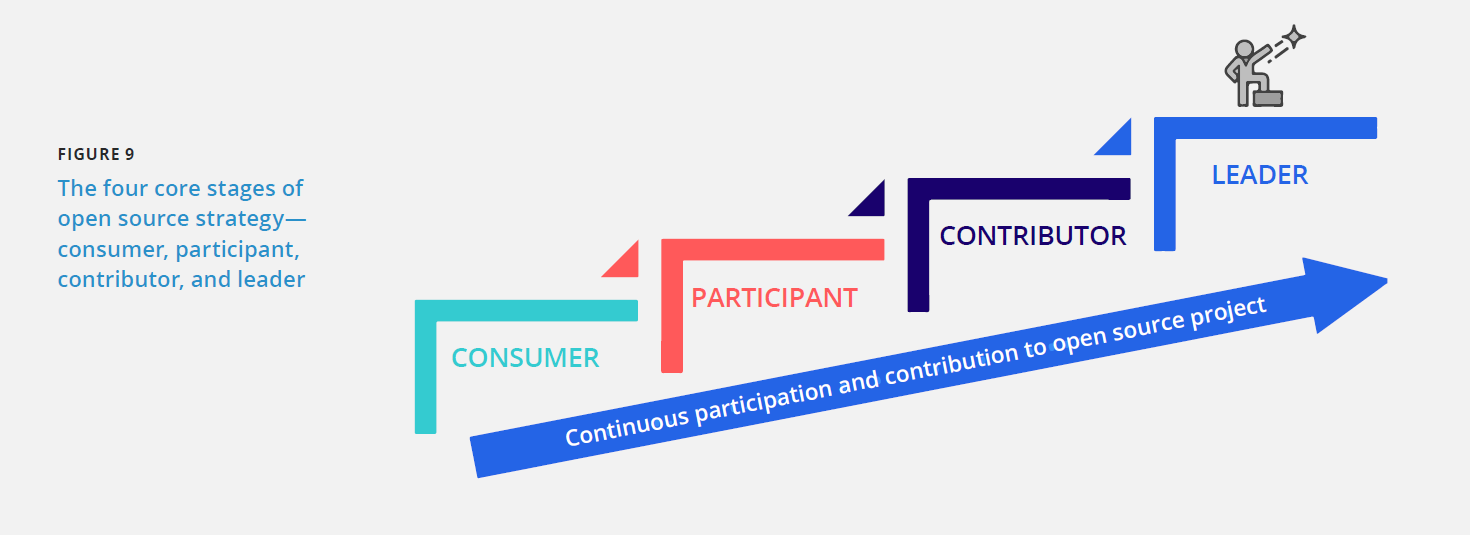 FIGURE 9
The four core stages of
open source strategy—
consumer, participant,
contributor, and leader
CONSUMER
PARTICIPANT
CONTRIBUTOR
LEADER
Continuous participation and contribution to open source project